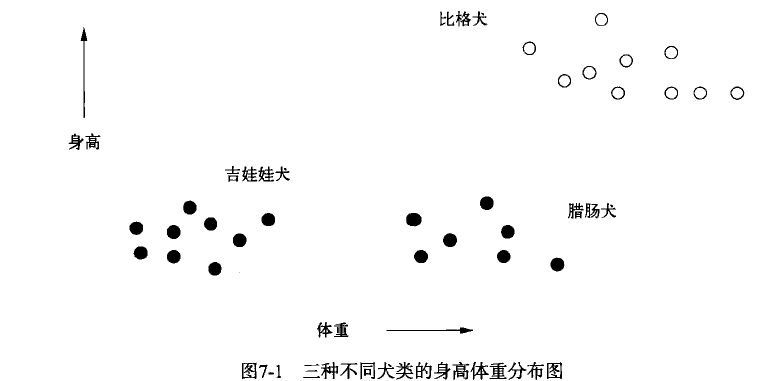 比格犬
身高
吉娃娃犬
腊肠犬
体重
图7-1 三种不同犬类的身高体重分布图